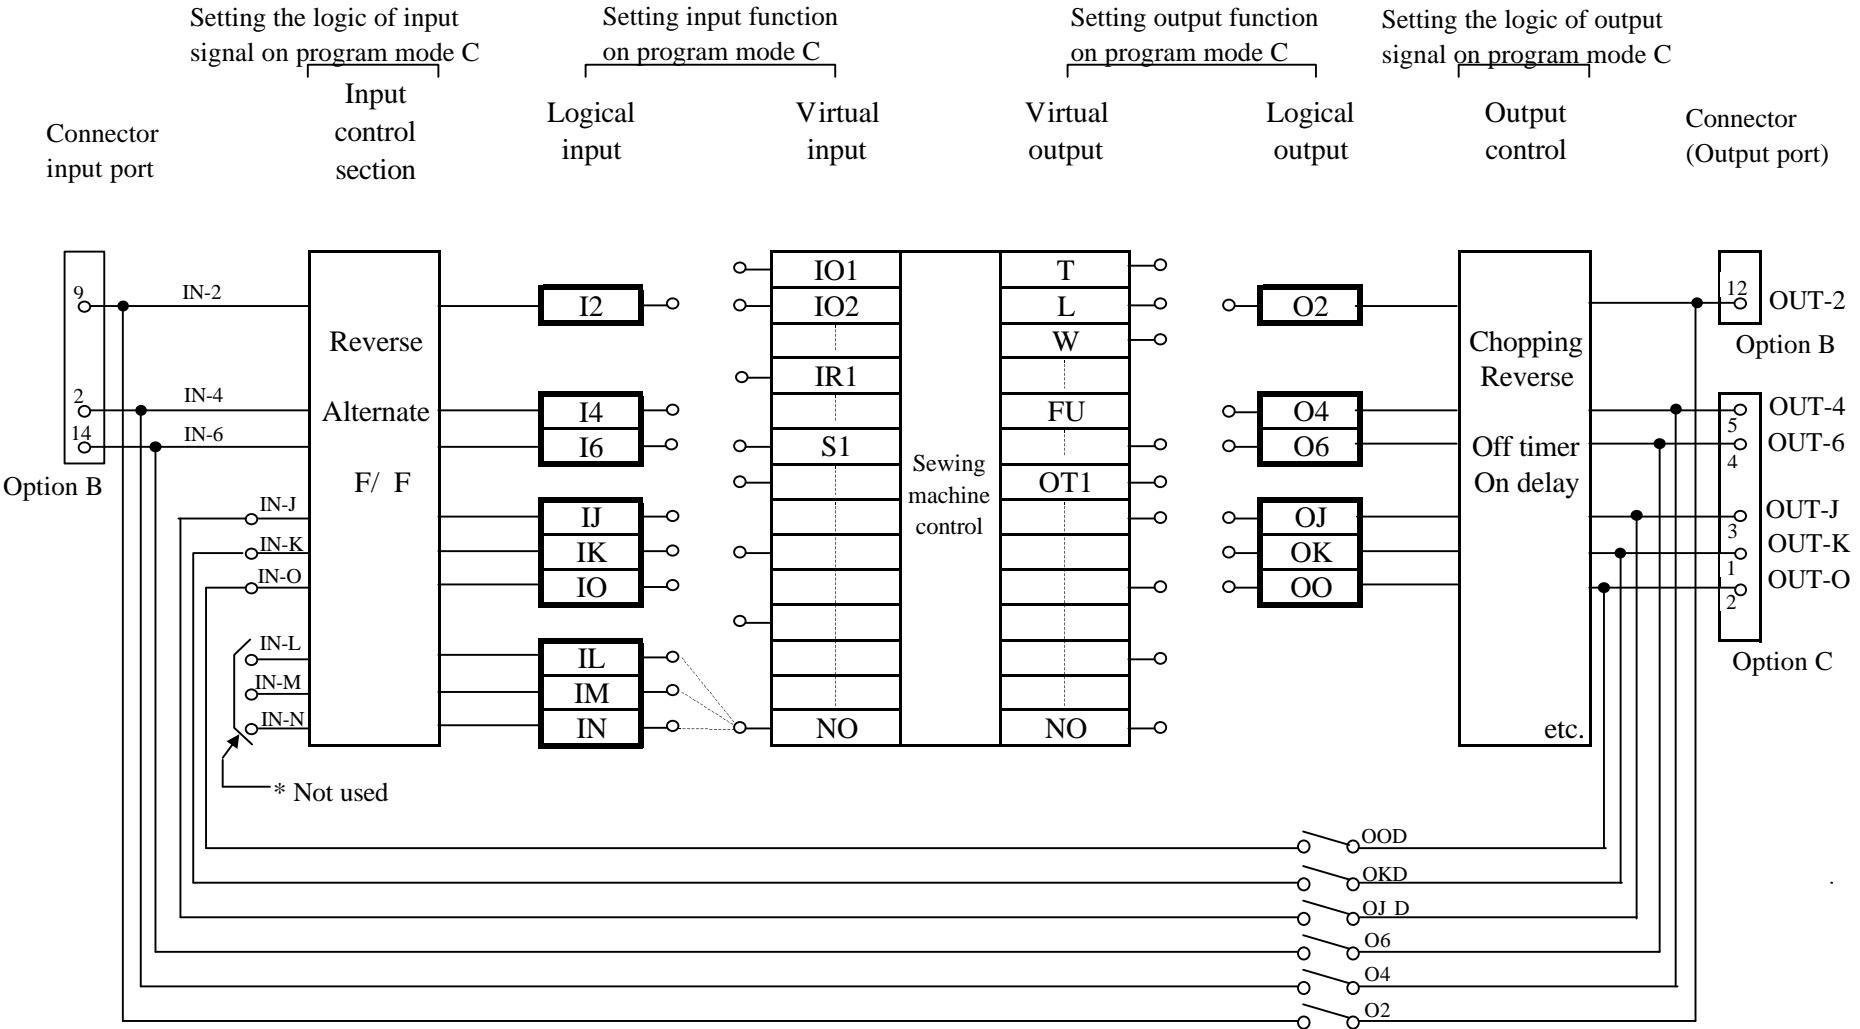 Setting the logic of input
signal on program mode C
Setting input function
on program mode C
Setting output function
on program mode C
Setting the logic of output
signal on program mode C
Connector
input port
Input
control
section
Logical
input
Virtual
input
Virtual
output
Logical
output
Output
control
Connector
(Output port)
9
IN-2
2
IN-4
14
IN-6
Option B
IN-J
IN-K
IN-O
IN-L
IN-M
IN-N
* Not used
Reverse
Alternate
F/ F
I2
I4
I6
IJ
IK
IO
IL
IM
IN
IO1
IO2
IR1
S1
NO
Sewing
machine
control
T
L
W
FU
OT1
NO
O2
O4
O6
OJ
OK
OO
Chopping
Reverse
Off timer
On delay
etc.
12
OUT-2
Option B
OUT-4
5
OUT-6
4
OUT-J
3
OUT-K
1
OUT-O
2
Option C
OOD
OKD
OJ D
O6
O4
O2